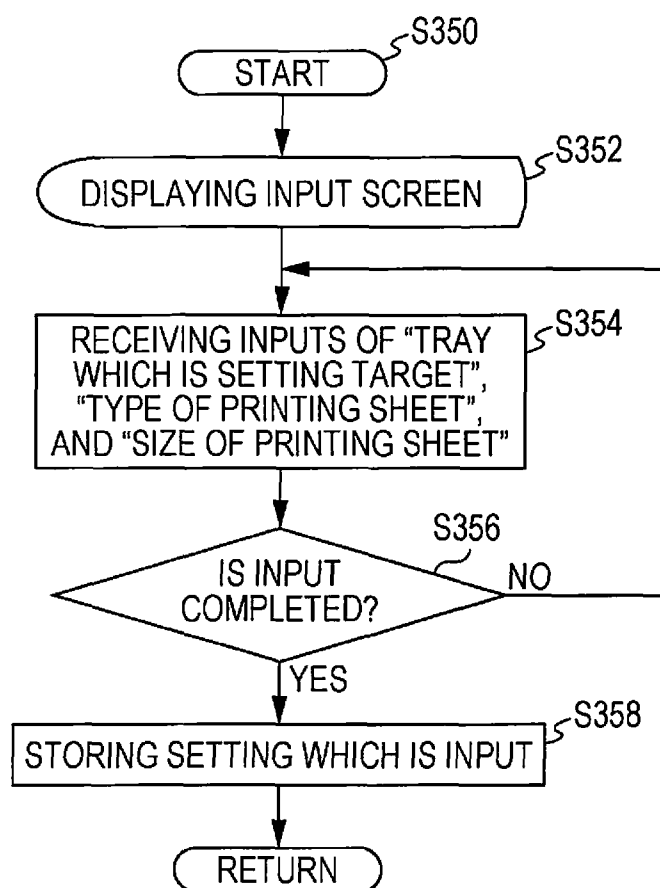 S350
START
S352
DISPLAYING INPUT SCREEN
S354
RECEIVING INPUTS OF “TRAY
WHICH IS SETTING TARGET”,
“TYPE OF PRINTING SHEET”,
AND “SIZE OF PRINTING SHEET”
S356
IS INPUT
COMPLETED?
NO
YES
S358
STORING SETTING WHICH IS INPUT
RETURN